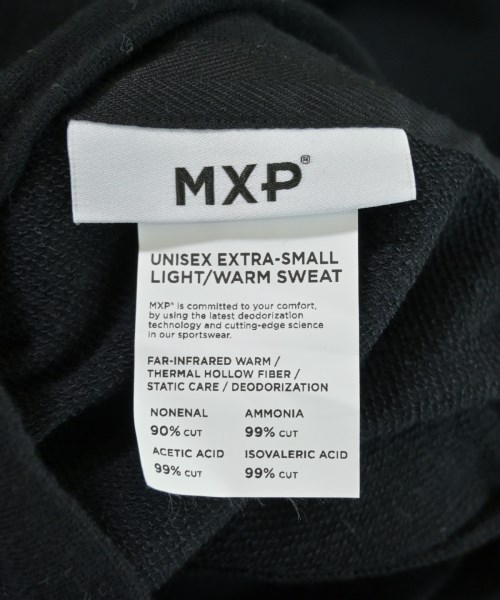 MXP®
UNISEX EXTRA-SMALL
LIGHT/WARM SWEAT
MXP® is committed to your comfort,
by using the latest deodorization
technology and cutting-edge science
in our sportswear.
FAR-INFRARED WARM /
THERMAL HOLLOW FIBER /
STATIC CARE / DEODORIZATION
NONENAL AMMONIA
90% CUT 99% CUT
ACETIC ACID ISOVALERIC ACID
99% CUT 99% CUT